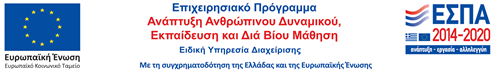 Ευρωπαϊκή Ένωση
Ευρωπαϊκό Κοινωνικό Ταμείο
Επιχειρησιακό Πρόγραμμα
Ανάπτυξη Ανθρώπινου Δυναμικού,
Εκπαίδευση και Διά Βίου Μάθηση
Ειδική Υπηρεσία Διαχείρισης
Με τη συγχρηματοδότηση της Ελλάδας και της Ευρωπαϊκής Ένωσης
ΕΣΠΑ
2014-2020
ανάπτυξη - εργασία - αλληλεγγύη